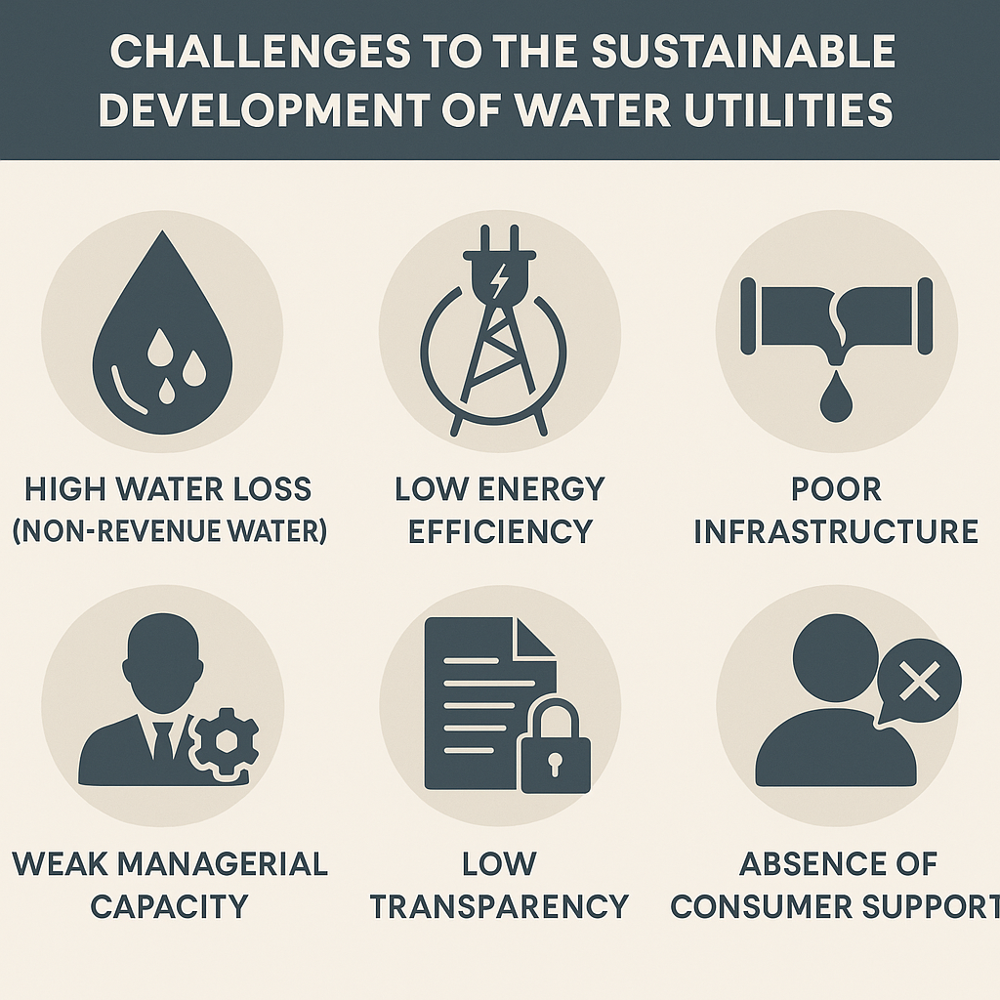 CHALLENGES TO THE SUSTAINABLE
DEVELOPMENT OF WATER UTILITIES
HIGH WATER LOSS
(NON-REVENUE WATER)
LOW ENERGY
EFFICIENCY
POOR
INFRASTRUCTURE
WEAK MANAGERIAL
CAPACITY
LOW
TRANSPARENCY
ABSENCE OF
CONSUMER SUPPORT